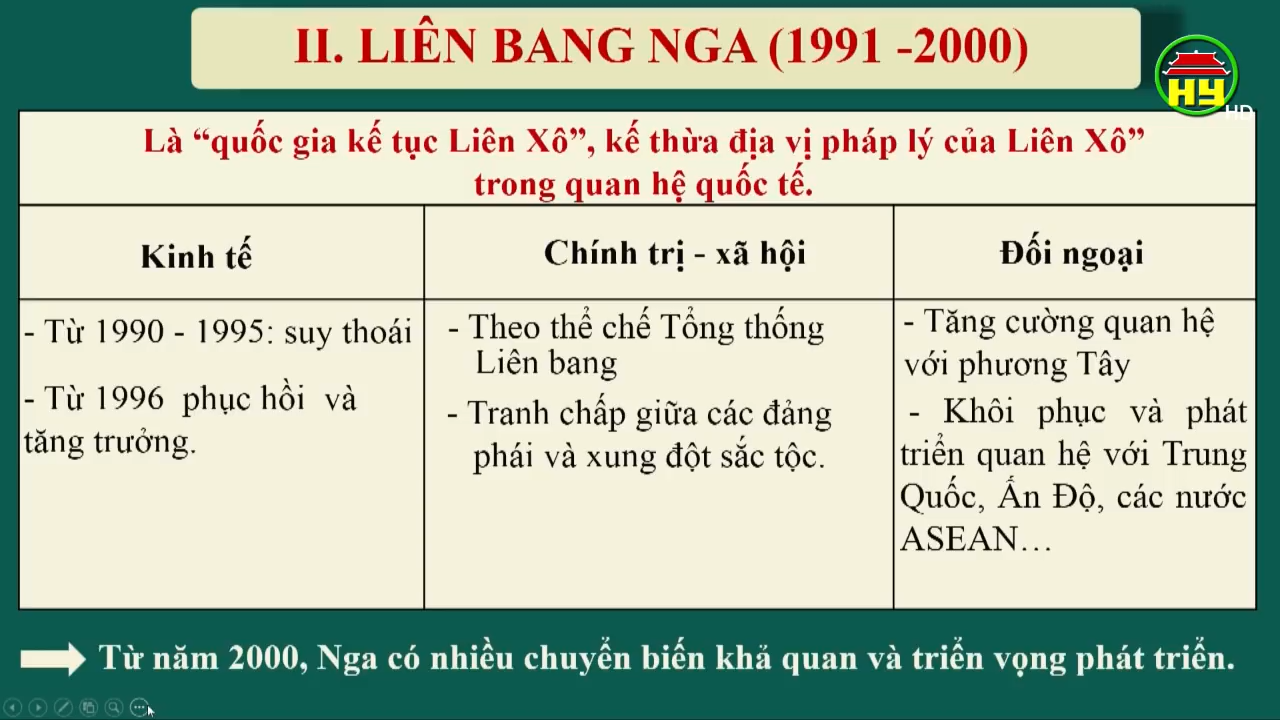 II. LIÊN BANG NGA (1991 -2000)
HY
HD
Là “quốc gia kế tục Liên Xô”, kế thừa địa vị pháp lý của Liên Xô”
trong quan hệ quốc tế.
Kinh tế
Chính trị - xã hội
Đối ngoại
- Từ 1990 - 1995: suy thoái
- Từ 1996 phục hồi và
tăng trưởng.
- Theo thể chế Tổng thống
Liên bang
- Tranh chấp giữa các đảng
phái và xung đột sắc tộc.
- Tăng cường quan hệ
với phương Tây
- Khôi phục và phát
triển quan hệ với Trung
Quốc, Ấn Độ, các nước
ASEAN…
Từ năm 2000, Nga có nhiều chuyển biến khả quan và triển vọng phát triển.